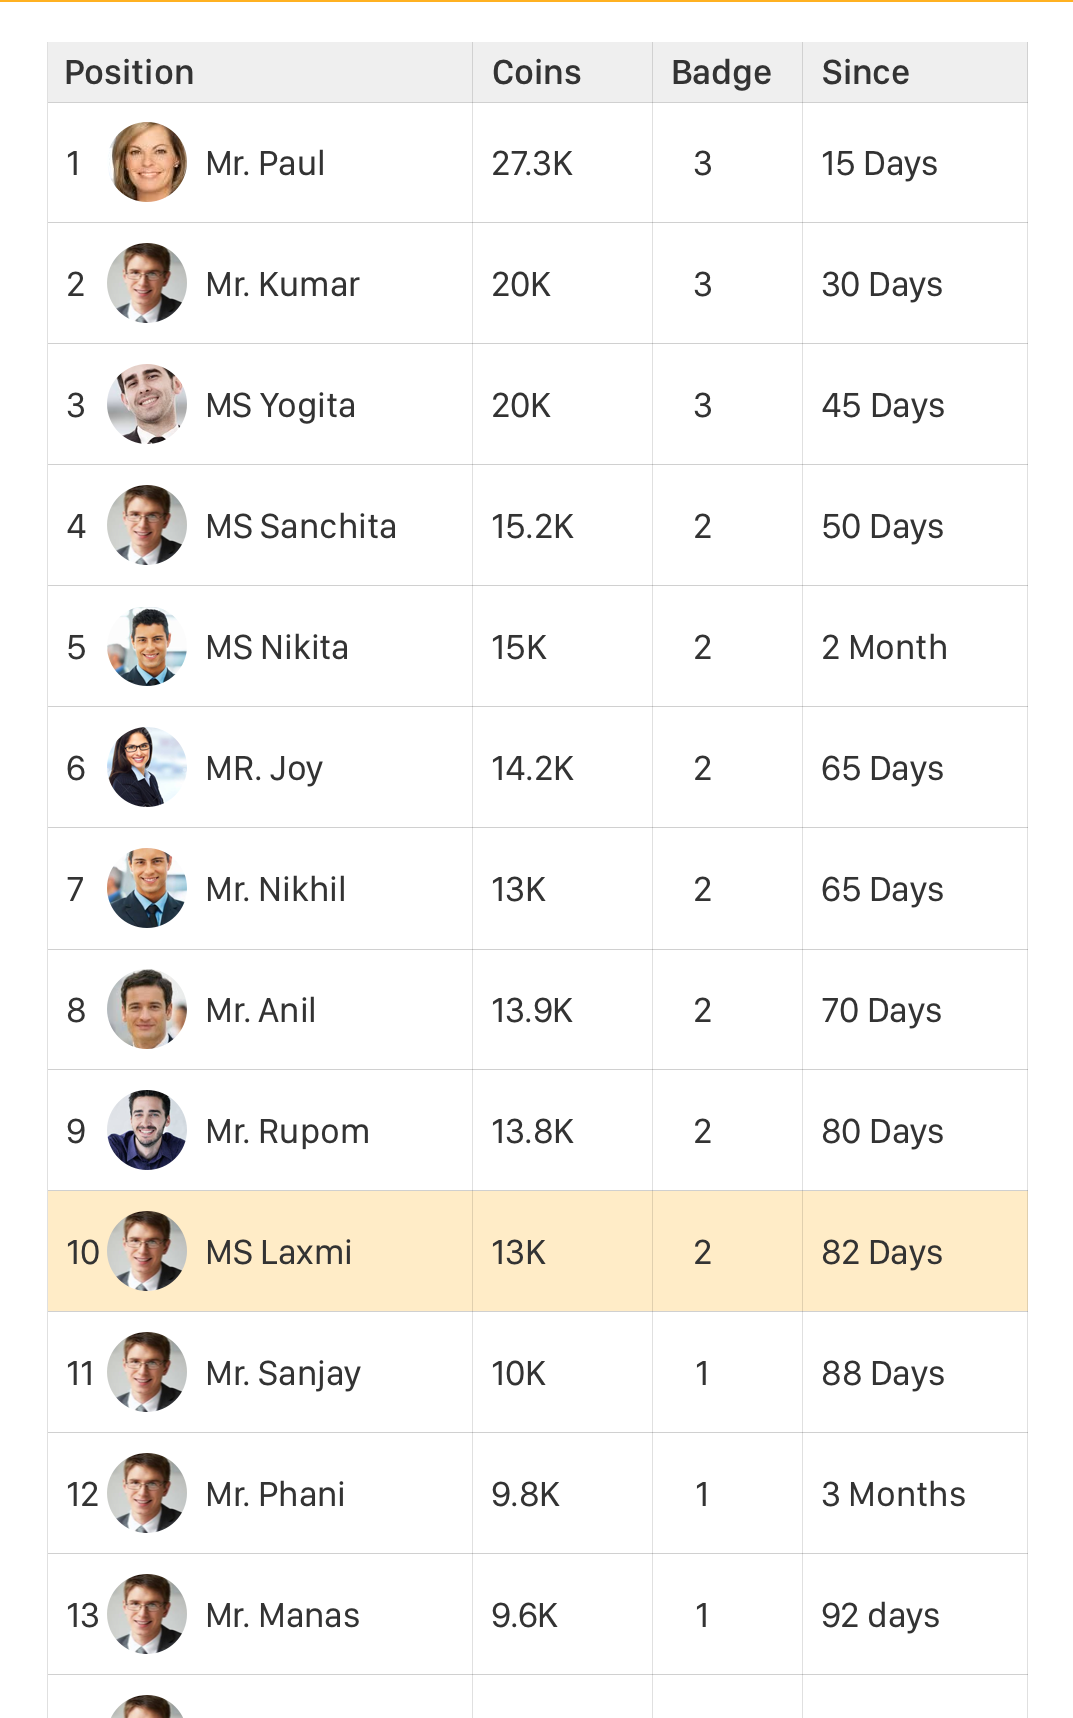 Position Coins Badge Since
1 Mr. Paul 27.3K 3 15 Days
2 Mr. Kumar 20K 3 30 Days
3 MS Yogita 20K 3 45 Days
4 MS Sanchita 15.2K 2 50 Days
5 MS Nikita 15K 2 2 Month
6 MR. Joy 14.2K 2 65 Days
7 Mr. Nikhil 13K 2 65 Days
8 Mr. Anil 13.9K 2 70 Days
9 Mr. Rupom 13.8K 2 80 Days
10 MS Laxmi 13K 2 82 Days
11 Mr. Sanjay 10K 1 88 Days
12 Mr. Phani 9.8K 1 3 Months
13 Mr. Manas 9.6K 1 92 days